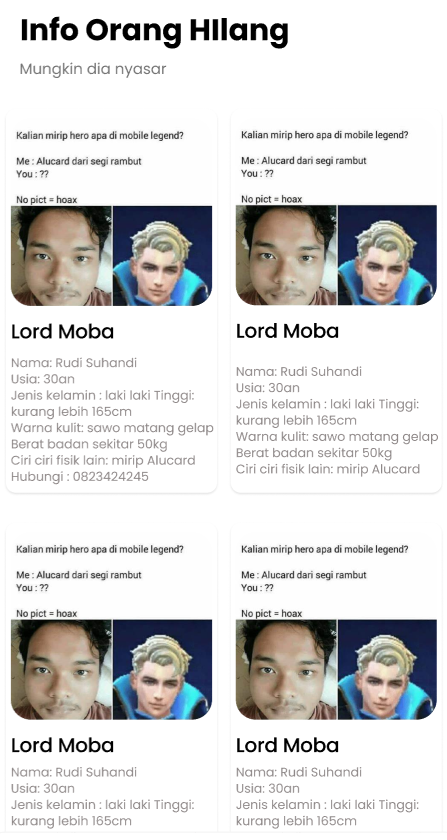 Info Orang HIlang
Mungkin dia nyasar
Kalian mirip hero apa di mobile legend?
Me : Alucard dari segi rambut
You : ??
No pict = hoax
Lord Moba
Nama: Rudi Suhandi
Usia: 30an
Jenis kelamin : laki laki Tinggi:
kurang lebih 165cm
Warna kulit: sawo matang gelap
Berat badan sekitar 50kg
Ciri ciri fisik lain: mirip Alucard
Hubungi : 0823424245
Kalian mirip hero apa di mobile legend?
Me : Alucard dari segi rambut
You : ??
No pict = hoax
Lord Moba
Nama: Rudi Suhandi
Usia: 30an
Jenis kelamin : laki laki Tinggi:
kurang lebih 165cm
Warna kulit: sawo matang gelap
Berat badan sekitar 50kg
Ciri ciri fisik lain: mirip Alucard
Kalian mirip hero apa di mobile legend?
Me : Alucard dari segi rambut
You : ??
No pict = hoax
Lord Moba
Nama: Rudi Suhandi
Usia: 30an
Jenis kelamin : laki laki Tinggi:
kurang lebih 165cm
Kalian mirip hero apa di mobile legend?
Me : Alucard dari segi rambut
You : ??
No pict = hoax
Lord Moba
Nama: Rudi Suhandi
Usia: 30an
Jenis kelamin : laki laki Tinggi:
kurang lebih 165cm